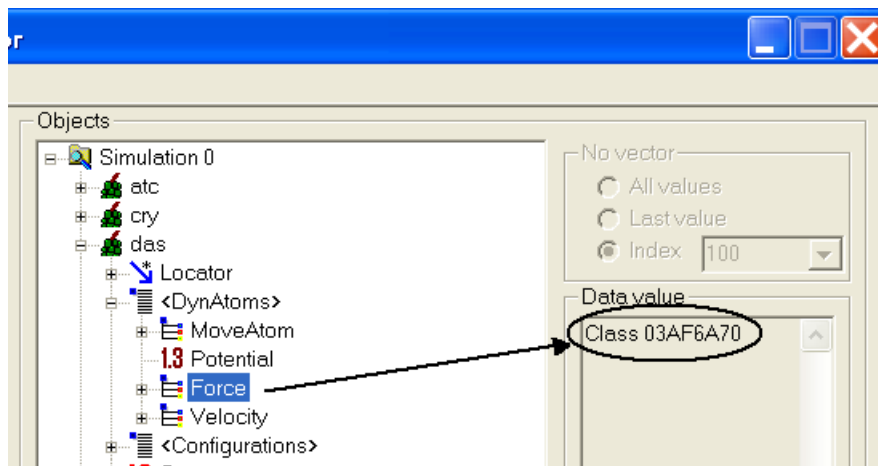 or
Objects
Simulation 0
atc
cry
das
Locator
<DynAtoms>
MoveAtom
1.3 Potential
Force
Velocity
<Configurations>
No vector
All values
Last value
Index 100
Data value
Class 03AF6A70